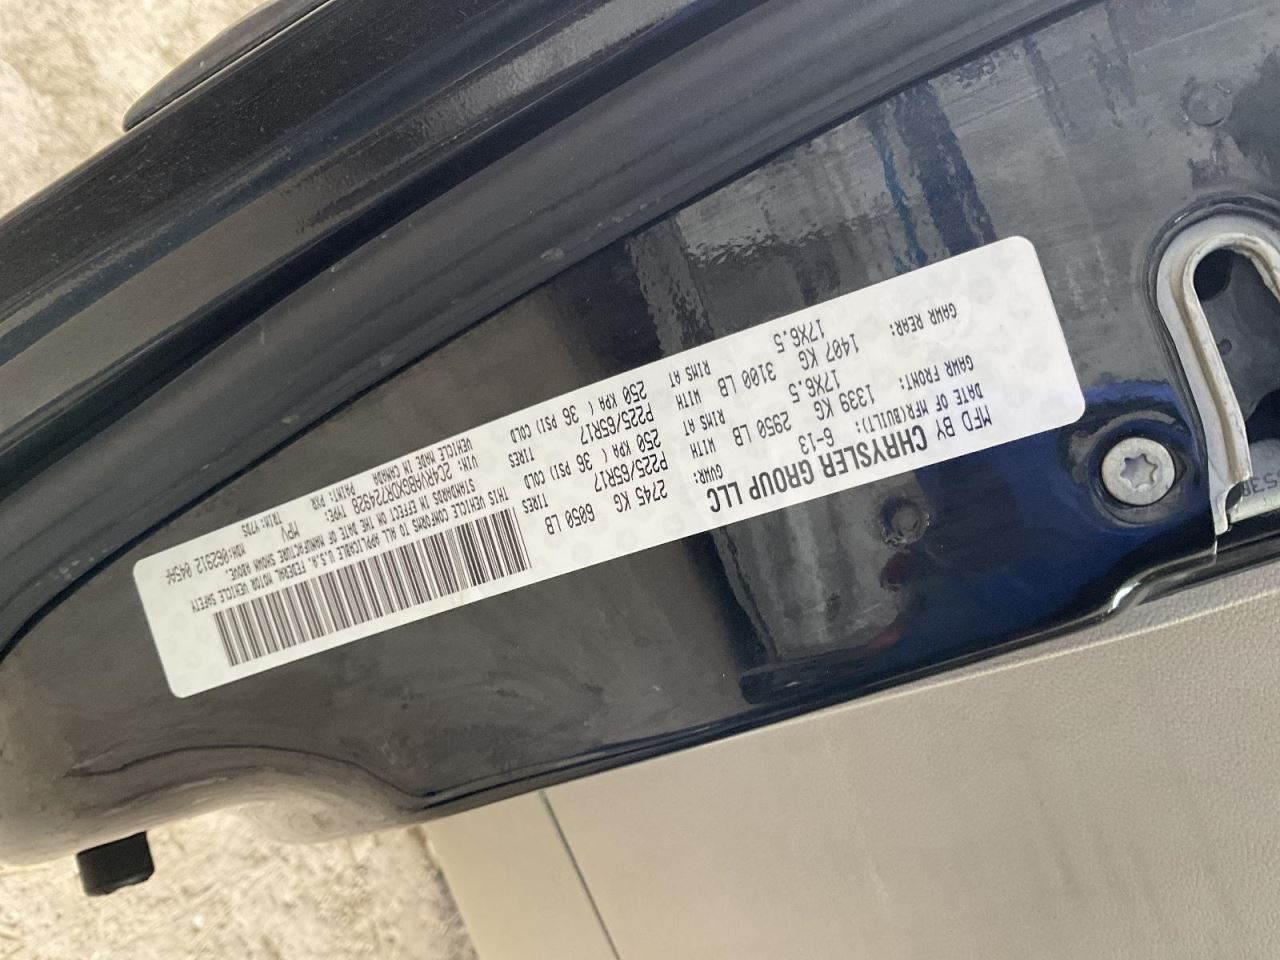 MFD BY CHRYSLER GROUP LLC
DATE OF MFR(BUILT): 6-13 GVWR: 2745 KG 6050 LB
GAWR FRONT: 1339 KG 2950 LB WITH P225/65R17 TIRES
17X6.5 RIMS AT 250 KPA ( 36 PSI) COLD
GAWR REAR: 1407 KG 3100 LB WITH P225/65R17 TIRES
17X6.5 RIMS AT 250 KPA ( 36 PSI) COLD
THIS VEHICLE CONFORMS TO ALL APPLICABLE U.S.A. FEDERAL MOTOR VEHICLE SAFETY
STANDARDS IN EFFECT ON THE DATE OF MANUFACTURE SHOWN ABOVE.
VIN: TYPE: MPV MDH:062912 045AA
VEHICLE MADE IN CANADA PAINT: PXR TRIM: